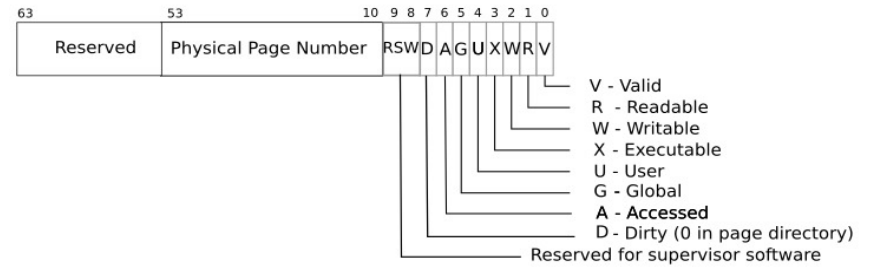 63 53 10 9 8 7 6 5 4 3 2 1 0
Reserved Physical Page Number RSW D A G U X W R V
V - Valid
R - Readable
W - Writable
X - Executable
U - User
G - Global
A - Accessed
D - Dirty (0 in page directory)
Reserved for supervisor software